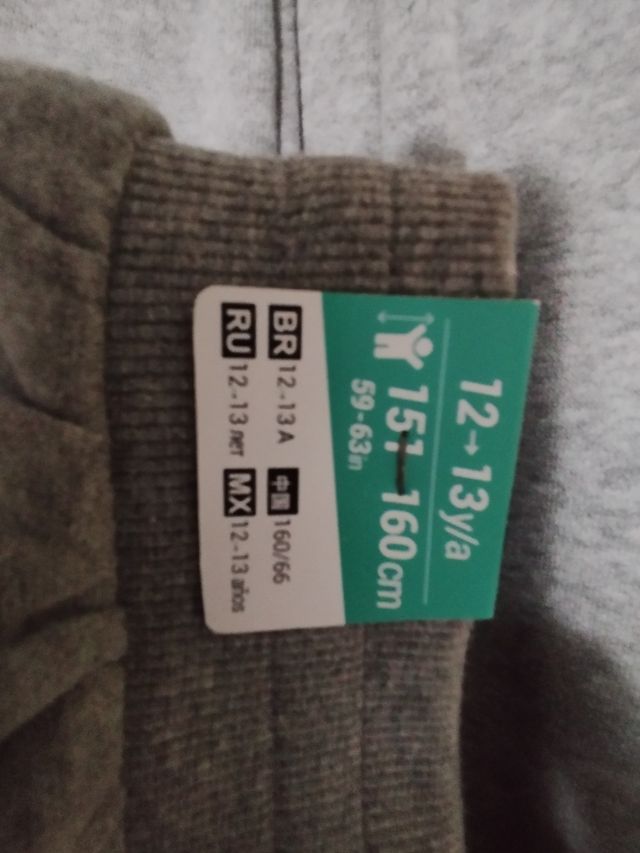 12→13y/a
151-160cm
59-63in
BR 12-13 A
中国 160/66
RU 12-13 лет
MX 12-13 años